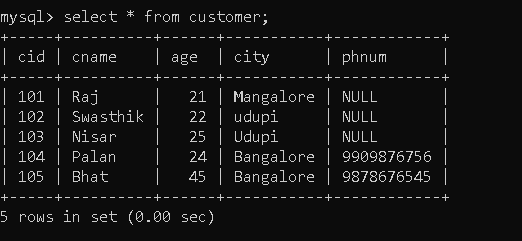 mysql> select * from customer;
+-----+----------+------+-----------+------------+
| cid | cname    | age  | city      | phnum      |
+-----+----------+------+-----------+------------+
| 101 | Raj      |   21 | Mangalore | NULL       |
| 102 | Swasthik |   22 | udupi     | NULL       |
| 103 | Nisar    |   25 | Udupi     | NULL       |
| 104 | Palan    |   24 | Bangalore | 9909876756 |
| 105 | Bhat     |   45 | Bangalore | 9878676545 |
+-----+----------+------+-----------+------------+
5 rows in set (0.00 sec)